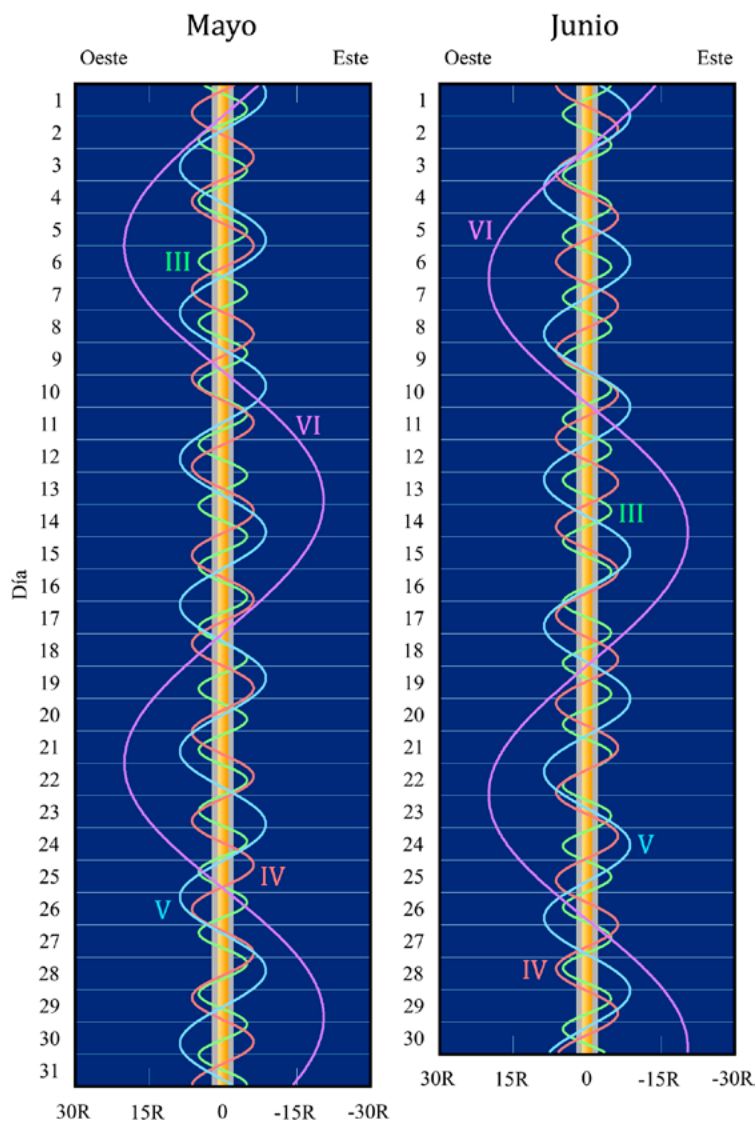 Mayo Junio
Oeste Este Oeste Este
1 1
2 2
3 3
4 4
5 5
VI
6 6
III
7 7
8 8
9 9
10 10
11 11
VI
12 12
13 13
14 14
III
15 15
16 16
Día
17 17
18 18
19 19
20 20
21 21
22 22
23 23
24 24
V
25 25
IV
26 26
V
27 27
28 28
IV
29 29
30 30
31
30R 15R 0 -15R -30R 30R 15R 0 -15R -30R